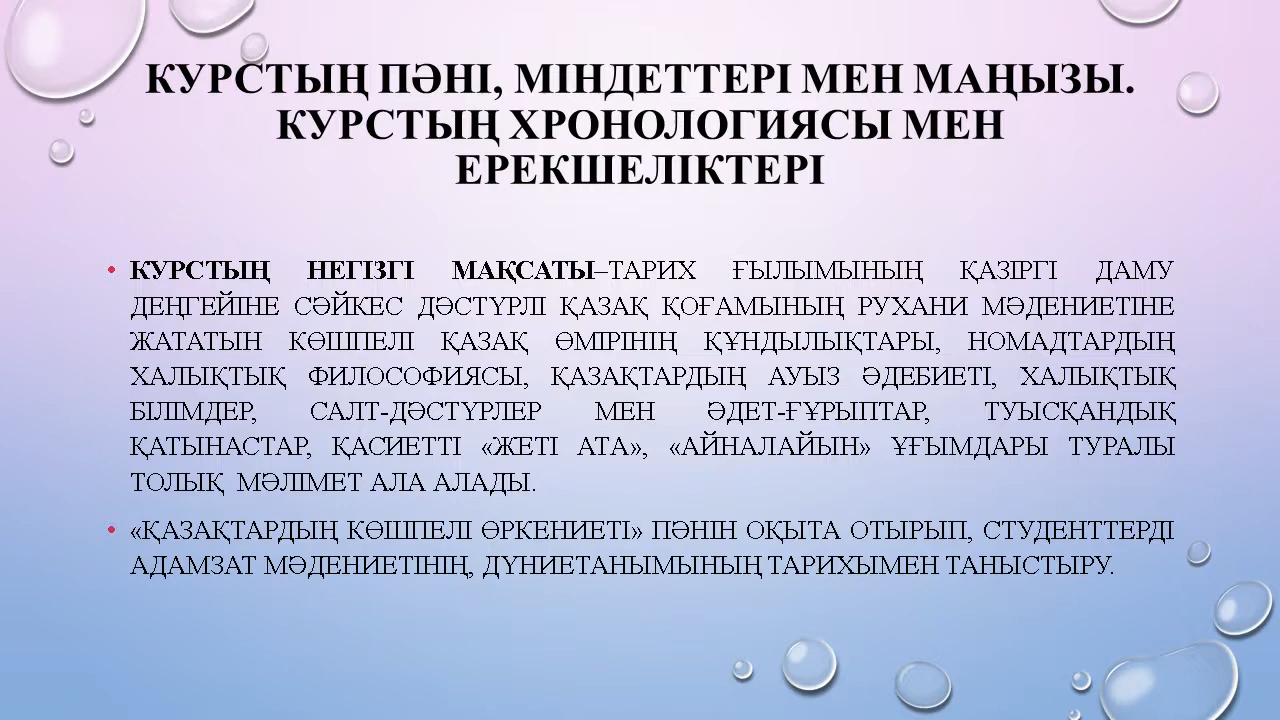 КУРСТЫҢ ПӘНІ, МІНДЕТТЕРІ МЕН МАҢЫЗЫ.
КУРСТЫҢ ХРОНОЛОГИЯСЫ МЕН
ЕРЕКШЕЛІКТЕРІ
• КУРСТЫҢ НЕГІЗГІ МАҚСАТЫ–ТАРИХ ҒЫЛЫМЫНЫҢ ҚАЗІРГІ ДАМУ
ДЕҢГЕЙІНЕ СӘЙКЕС ДӘСТҮРЛІ ҚАЗАҚ ҚОҒАМЫНЫҢ РУХАНИ МӘДЕНИЕТІНЕ
ЖАТАТЫН КӨШПЕЛІ ҚАЗАҚ ӨМІРІНІҢ ҚҰНДЫЛЫҚТАРЫ, НОМАДТАРДЫҢ
ХАЛЫҚТЫҚ ФИЛОСОФИЯСЫ, ҚАЗАҚТАРДЫҢ АУЫЗ ӘДЕБИЕТІ, ХАЛЫҚТЫҚ
БІЛІМДЕР, САЛТ-ДӘСТҮРЛЕР МЕН ӘДЕТ-ҒҰРЫПТАР, ТУЫСҚАНДЫҚ
ҚАТЫНАСТАР, ҚАСИЕТТІ «ЖЕТІ АТА», «АЙНАЛАЙЫН» ҰҒЫМДАРЫ ТУРАЛЫ
ТОЛЫҚ МӘЛІМЕТ АЛА АЛАДЫ.
• «ҚАЗАҚТАРДЫҢ КӨШПЕЛІ ӨРКЕНИЕТІ» ПӘНІН ОҚЫТА ОТЫРЫП, СТУДЕНТТЕРДІ
АДАМЗАТ МӘДЕНИЕТІНІҢ, ДҮНИЕТАНЫМЫНЫҢ ТАРИХЫМЕН ТАНЫСТЫРУ.